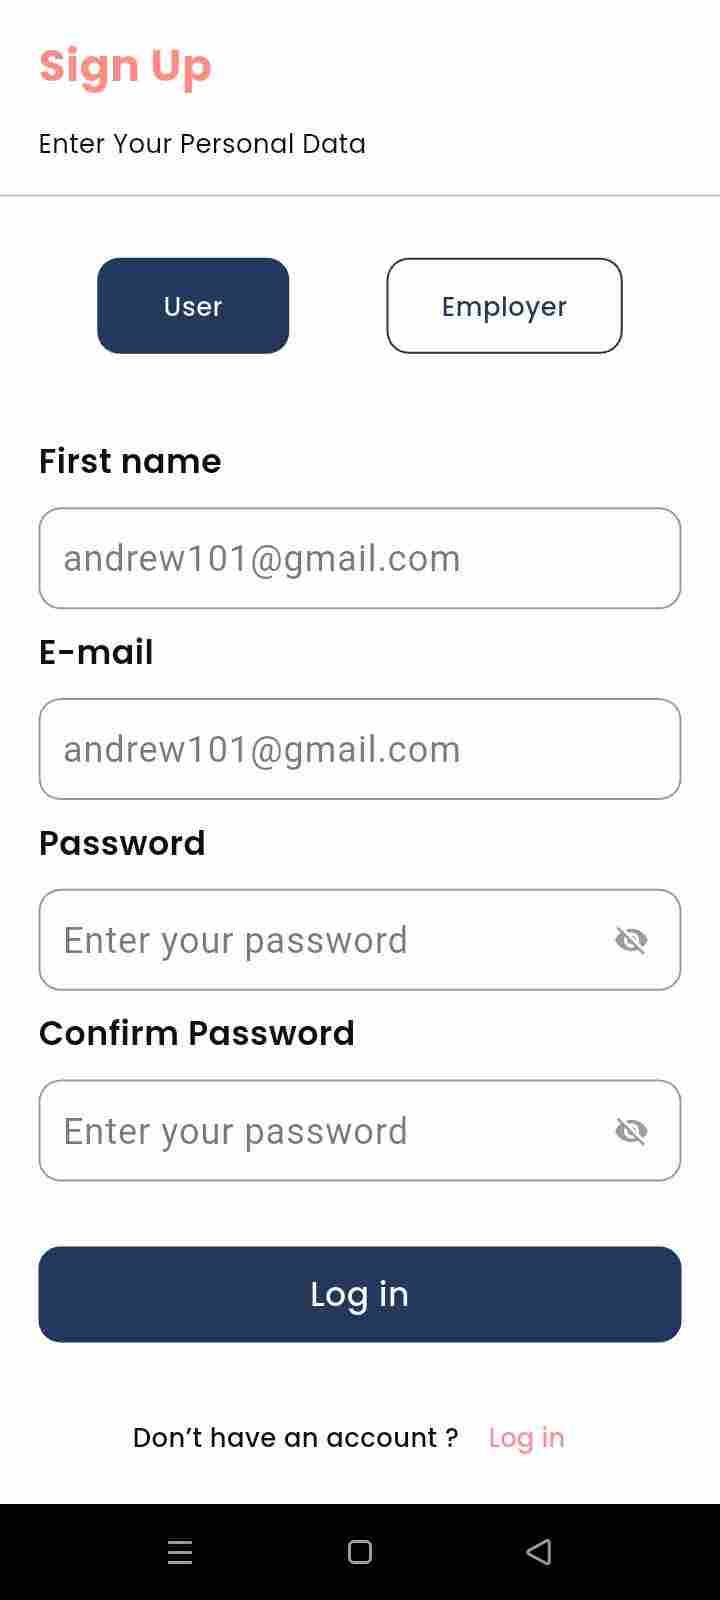 Sign Up
Enter Your Personal Data
User Employer
First name
andrew101@gmail.com
E-mail
andrew101@gmail.com
Password
Enter your password
Confirm Password
Enter your password
Log in
Don’t have an account ? Log in